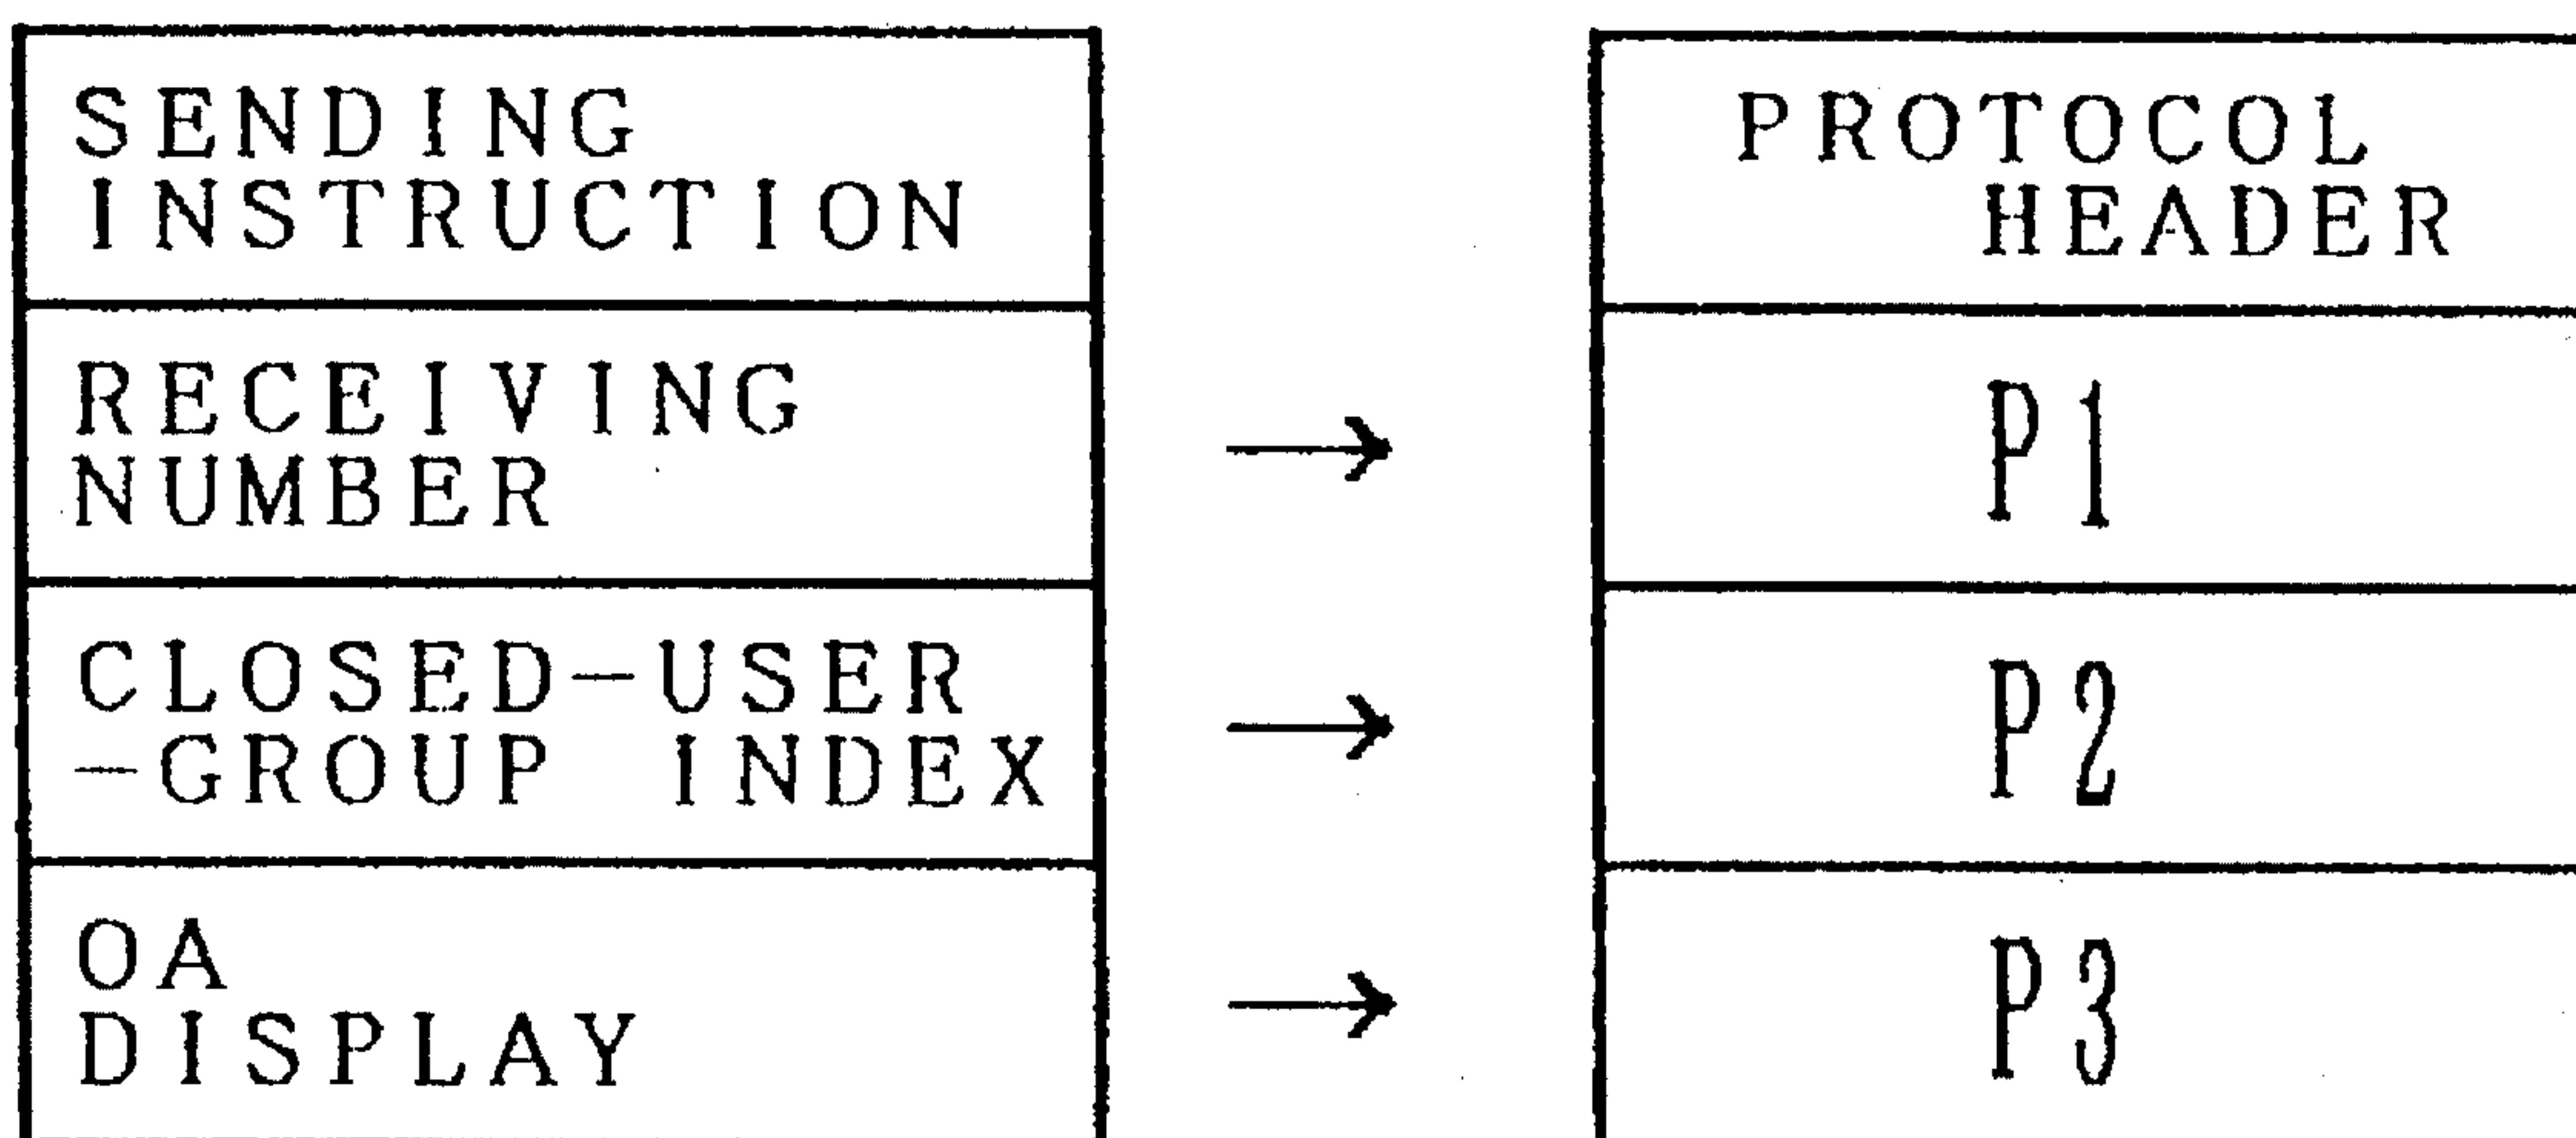 SENDING
INSTRUCTION
RECEIVING
NUMBER
CLOSED-USER
-GROUP INDEX
OA
DISPLAY
PROTOCOL
HEADER
P1
P2
P3